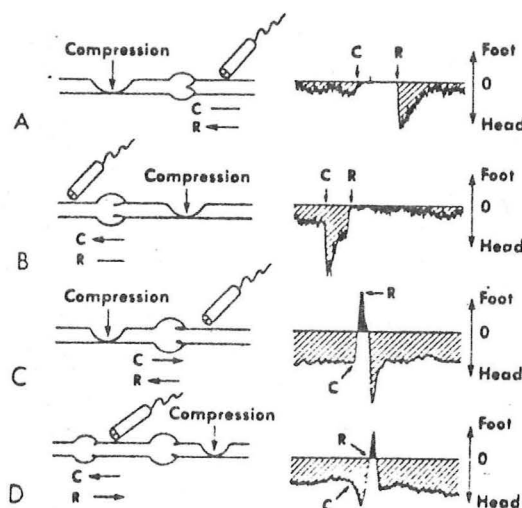 Compression C R Foot
0
C
R Head
A
Compression C R Foot
0
C
R Head
B
Compression R Foot
0
C
R C Head
C
Compression Foot
R 0
C
R C Head
D